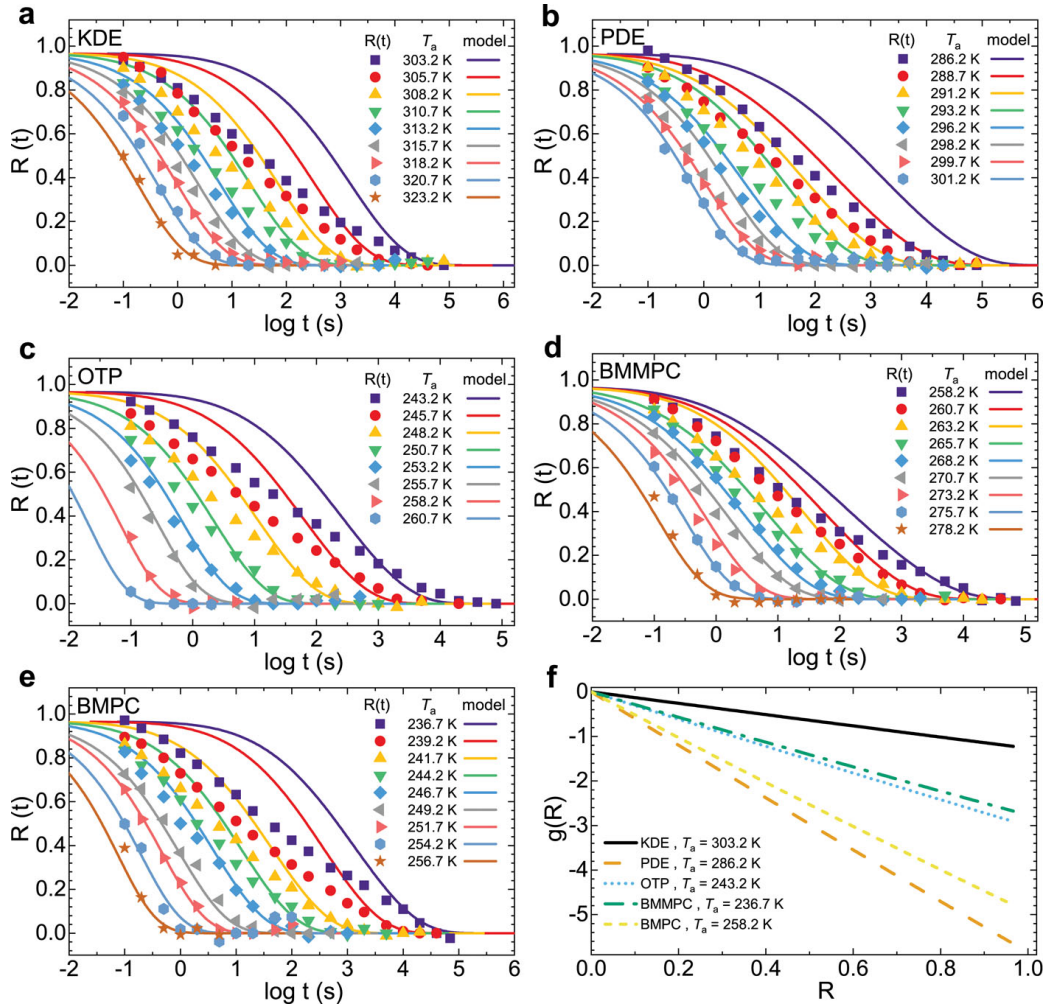 a
KDE
R(t) Ta model
303.2 K
305.7 K
308.2 K
310.7 K
313.2 K
315.7 K
318.2 K
320.7 K
323.2 K
1.0
0.8
0.6
0.4
0.2
0.0
R (t)
-2 -1 0 1 2 3 4 5 6
log t (s)
b
PDE
R(t) Ta model
286.2 K
288.7 K
291.2 K
293.2 K
296.2 K
298.2 K
299.7 K
301.2 K
1.0
0.8
0.6
0.4
0.2
0.0
R (t)
-2 -1 0 1 2 3 4 5 6
log t (s)
c
OTP
R(t) Ta model
243.2 K
245.7 K
248.2 K
250.7 K
253.2 K
255.7 K
258.2 K
260.7 K
1.0
0.8
0.6
0.4
0.2
0.0
R (t)
-2 -1 0 1 2 3 4 5
log t (s)
d
BMMPC
R(t) Ta model
258.2 K
260.7 K
263.2 K
265.7 K
268.2 K
270.7 K
273.2 K
275.7 K
278.2 K
1.0
0.8
0.6
0.4
0.2
0.0
R (t)
-2 -1 0 1 2 3 4 5
log t (s)
e
BMPC
R(t) Ta model
236.7 K
239.2 K
241.7 K
244.2 K
246.7 K
249.2 K
251.7 K
254.2 K
256.7 K
1.0
0.8
0.6
0.4
0.2
0.0
R (t)
-2 -1 0 1 2 3 4 5 6
log t (s)
f
0
-1
-2
-3
-4
-5
g(R)
KDE , Ta = 303.2 K
PDE , Ta = 286.2 K
OTP , Ta = 243.2 K
BMMPC , Ta = 236.7 K
BMPC , Ta = 258.2 K
0.0 0.2 0.4 0.6 0.8 1.0
R